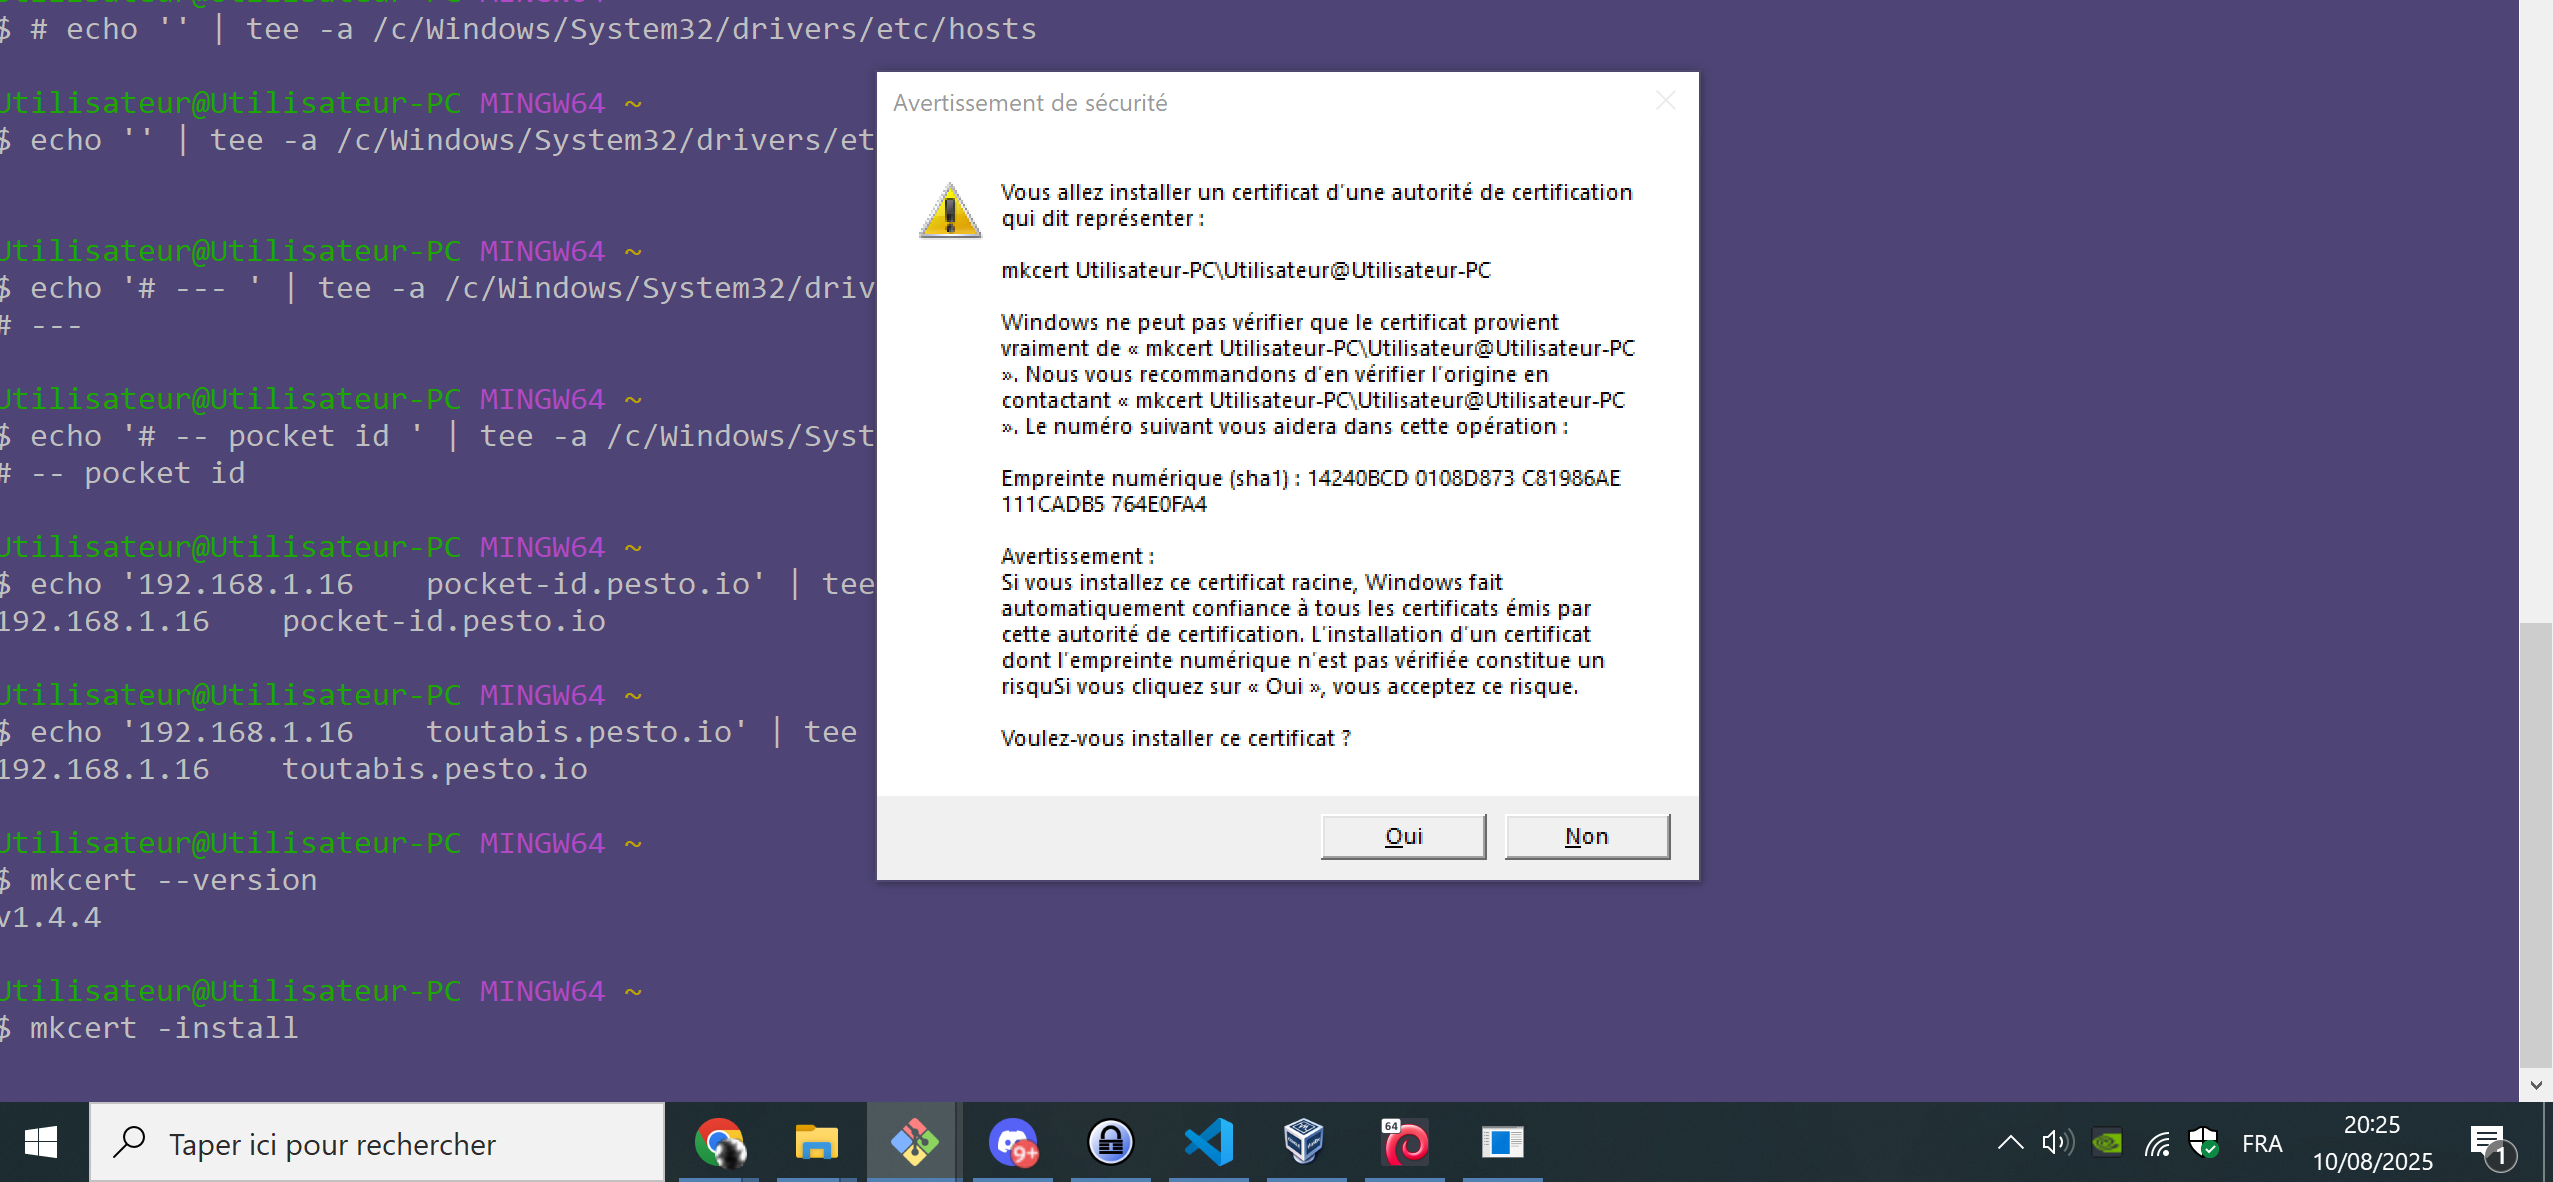 $ # echo '' | tee -a /c/Windows/System32/drivers/etc/hosts
Utilisateur@Utilisateur-PC MINGW64 ~
$ echo '' | tee -a /c/Windows/System32/drivers/et
Utilisateur@Utilisateur-PC MINGW64 ~
$ echo '# --- ' | tee -a /c/Windows/System32/driv
# ---
Utilisateur@Utilisateur-PC MINGW64 ~
$ echo '# -- pocket id ' | tee -a /c/Windows/Syst
# -- pocket id
Utilisateur@Utilisateur-PC MINGW64 ~
$ echo '192.168.1.16    pocket-id.pesto.io' | tee
192.168.1.16    pocket-id.pesto.io
Utilisateur@Utilisateur-PC MINGW64 ~
$ echo '192.168.1.16    toutabis.pesto.io' | tee
192.168.1.16    toutabis.pesto.io
Utilisateur@Utilisateur-PC MINGW64 ~
$ mkcert --version
v1.4.4
Utilisateur@Utilisateur-PC MINGW64 ~
$ mkcert -install
Avertissement de sécurité
Vous allez installer un certificat d'une autorité de certification
qui dit représenter :
mkcert Utilisateur-PC\Utilisateur@Utilisateur-PC
Windows ne peut pas vérifier que le certificat provient
vraiment de « mkcert Utilisateur-PC\Utilisateur@Utilisateur-PC
». Nous vous recommandons d'en vérifier l'origine en
contactant « mkcert Utilisateur-PC\Utilisateur@Utilisateur-PC
». Le numéro suivant vous aidera dans cette opération :
Empreinte numérique (sha1) : 14240BCD 0108D873 C81986AE
111CADB5 764E0FA4
Avertissement :
Si vous installez ce certificat racine, Windows fait
automatiquement confiance à tous les certificats émis par
cette autorité de certification. L'installation d'un certificat
dont l'empreinte numérique n'est pas vérifiée constitue un
risquSi vous cliquez sur « Oui », vous acceptez ce risque.
Voulez-vous installer ce certificat ?
Oui
Non
Taper ici pour rechercher
9+
64
FRA
20:25
10/08/2025
1